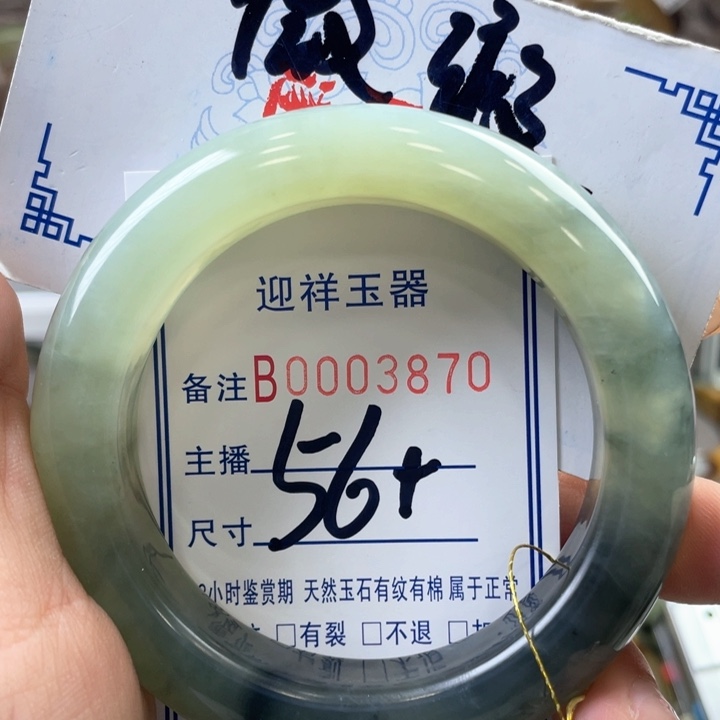 迎祥玉器
备注B0003870
主播
尺寸 56+
小时鉴赏期 天然玉石有纹有棉 属于正常
□有裂 □不退 □